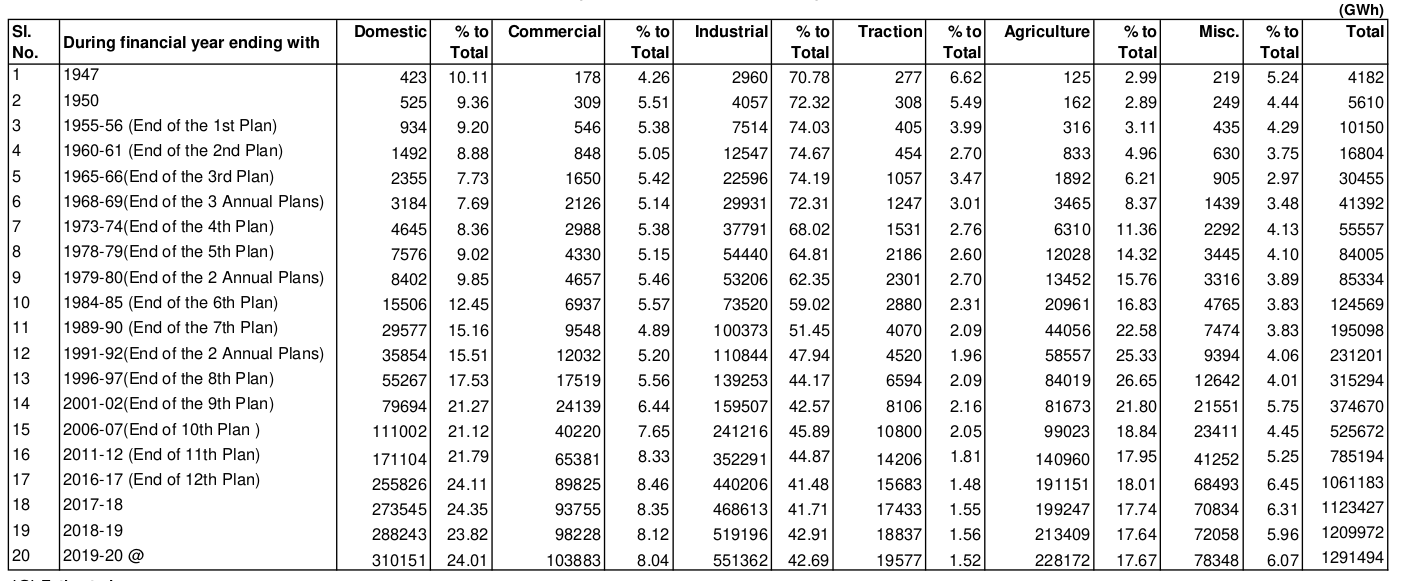 (GWh)
Sl. No. During financial year ending with Domestic % to Total Commercial % to Total Industrial % to Total Traction % to Total Agriculture % to Total Misc. % to Total Total
1 1947 423 10.11 178 4.26 2960 70.78 277 6.62 125 2.99 219 5.24 4182
2 1950 525 9.36 309 5.51 4057 72.32 308 5.49 162 2.89 249 4.44 5610
3 1955-56 (End of the 1st Plan) 934 9.20 546 5.38 7514 74.03 405 3.99 316 3.11 435 4.29 10150
4 1960-61 (End of the 2nd Plan) 1492 8.88 848 5.05 12547 74.67 454 2.70 833 4.96 630 3.75 16804
5 1965-66(End of the 3rd Plan) 2355 7.73 1650 5.42 22596 74.19 1057 3.47 1892 6.21 905 2.97 30455
6 1968-69(End of the 3 Annual Plans) 3184 7.69 2126 5.14 29931 72.31 1247 3.01 3465 8.37 1439 3.48 41392
7 1973-74(End of the 4th Plan) 4645 8.36 2988 5.38 37791 68.02 1531 2.76 6310 11.36 2292 4.13 55557
8 1978-79(End of the 5th Plan) 7576 9.02 4330 5.15 54440 64.81 2186 2.60 12028 14.32 3445 4.10 84005
9 1979-80(End of the 2 Annual Plans) 8402 9.85 4657 5.46 53206 62.35 2301 2.70 13452 15.76 3316 3.89 85334
10 1984-85 (End of the 6th Plan) 15506 12.45 6937 5.57 73520 59.02 2880 2.31 20961 16.83 4765 3.83 124569
11 1989-90 (End of the 7th Plan) 29577 15.16 9548 4.89 100373 51.45 4070 2.09 44056 22.58 7474 3.83 195098
12 1991-92(End of the 2 Annual Plans) 35854 15.51 12032 5.20 110844 47.94 4520 1.96 58557 25.33 9394 4.06 231201
13 1996-97(End of the 8th Plan) 55267 17.53 17519 5.56 139253 44.17 6594 2.09 84019 26.65 12642 4.01 315294
14 2001-02(End of the 9th Plan) 79694 21.27 24139 6.44 159507 42.57 8106 2.16 81673 21.80 21551 5.75 374670
15 2006-07(End of 10th Plan ) 111002 21.12 40220 7.65 241216 45.89 10800 2.05 99023 18.84 23411 4.45 525672
16 2011-12 (End of 11th Plan) 171104 21.79 65381 8.33 352291 44.87 14206 1.81 140960 17.95 41252 5.25 785194
17 2016-17 (End of 12th Plan) 255826 24.11 89825 8.46 440206 41.48 15683 1.48 191151 18.01 68493 6.45 1061183
18 2017-18 273545 24.35 93755 8.35 468613 41.71 17433 1.55 199247 17.74 70834 6.31 1123427
19 2018-19 288243 23.82 98228 8.12 519196 42.91 18837 1.56 213409 17.64 72058 5.96 1209972
20 2019-20 @ 310151 24.01 103883 8.04 551362 42.69 19577 1.52 228172 17.67 78348 6.07 1291494